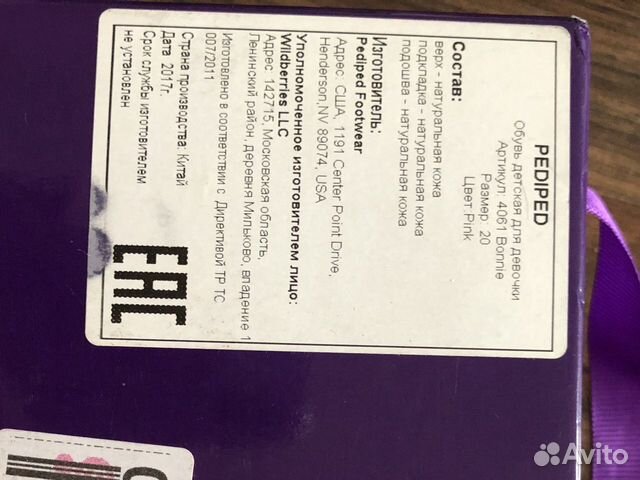 PEDIPED
Обувь детская для девочки
Артикул 4061 Bonnie
Размер 20
Цвет:Pink
Состав:
верх - натуральная кожа
подкладка - натуральная кожа
подошва - натуральная кожа
Изготовитель:
Pediped Footwear
Адрес: США, 1191 Center Point Drive,
Henderson,NV 89074, USA
Уполномоченное изготовителем лицо:
Wildberries LLC
Адрес: 142715, Московская область,
Ленинский район, деревня Мильково, владение 1
Изготовлено в соответствии с Директивой ТР ТС
007/2011
Страна производства: Китай
Дата 2017г.
Срок службы изготовителем
не установлен
EAC
Avito